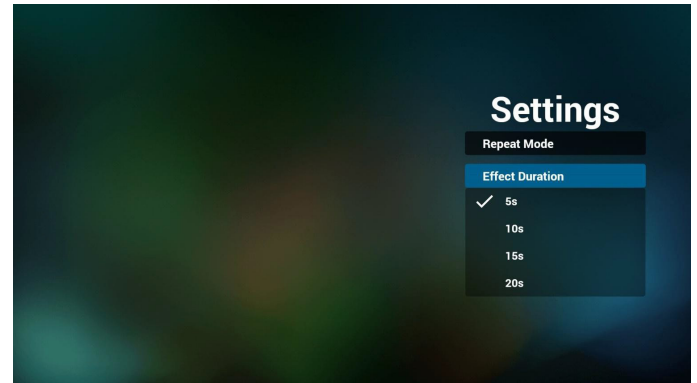 Settings
Repeat Mode
Effect Duration
5s
10s
15s
20s